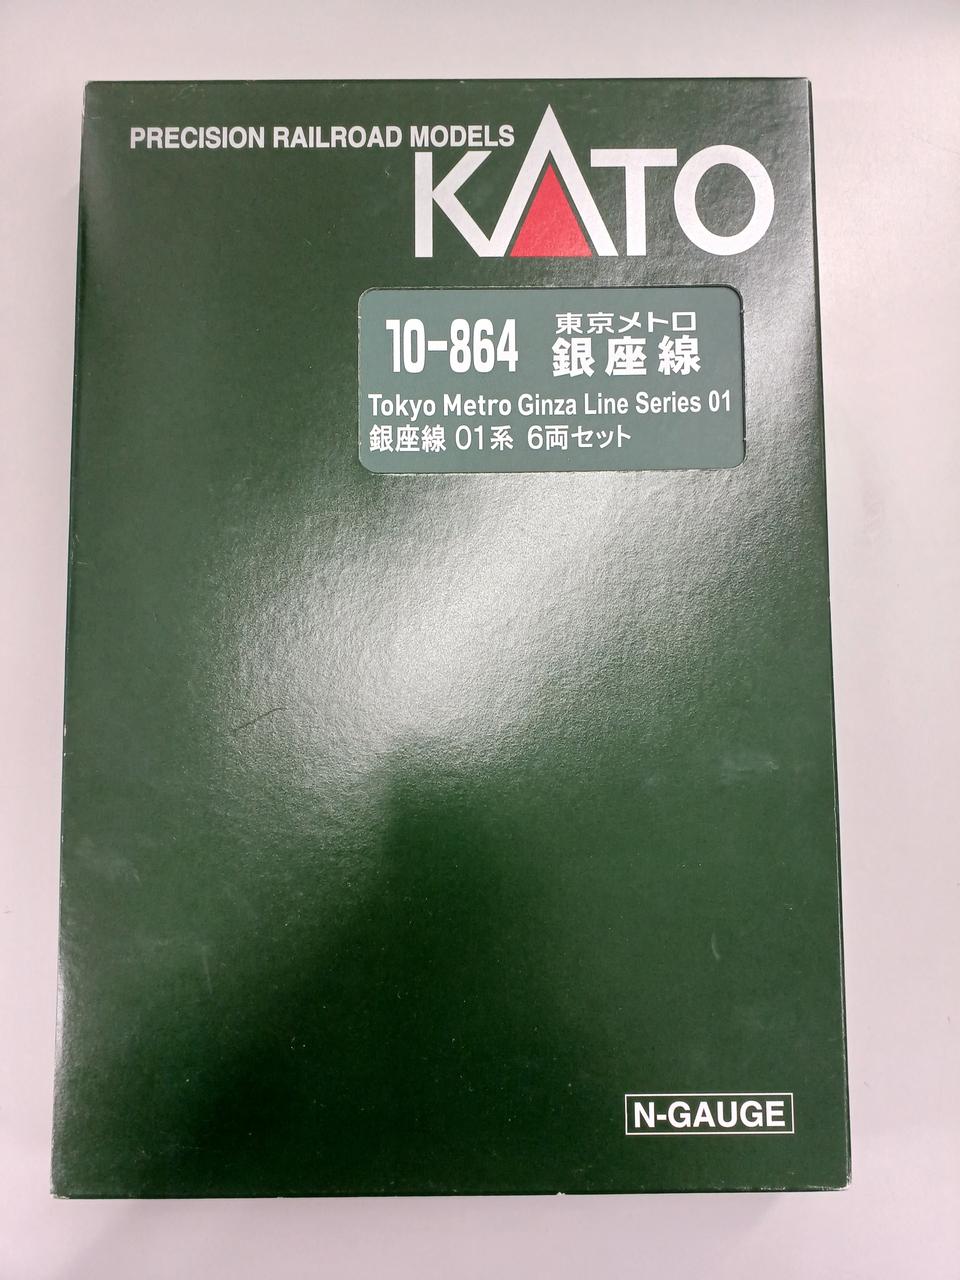 PRECISION RAILROAD MODELS
KATO
10-864
東京メトロ
銀座線
Tokyo Metro Ginza Line Series 01
銀座線 01系 6両セット
N-GAUGE